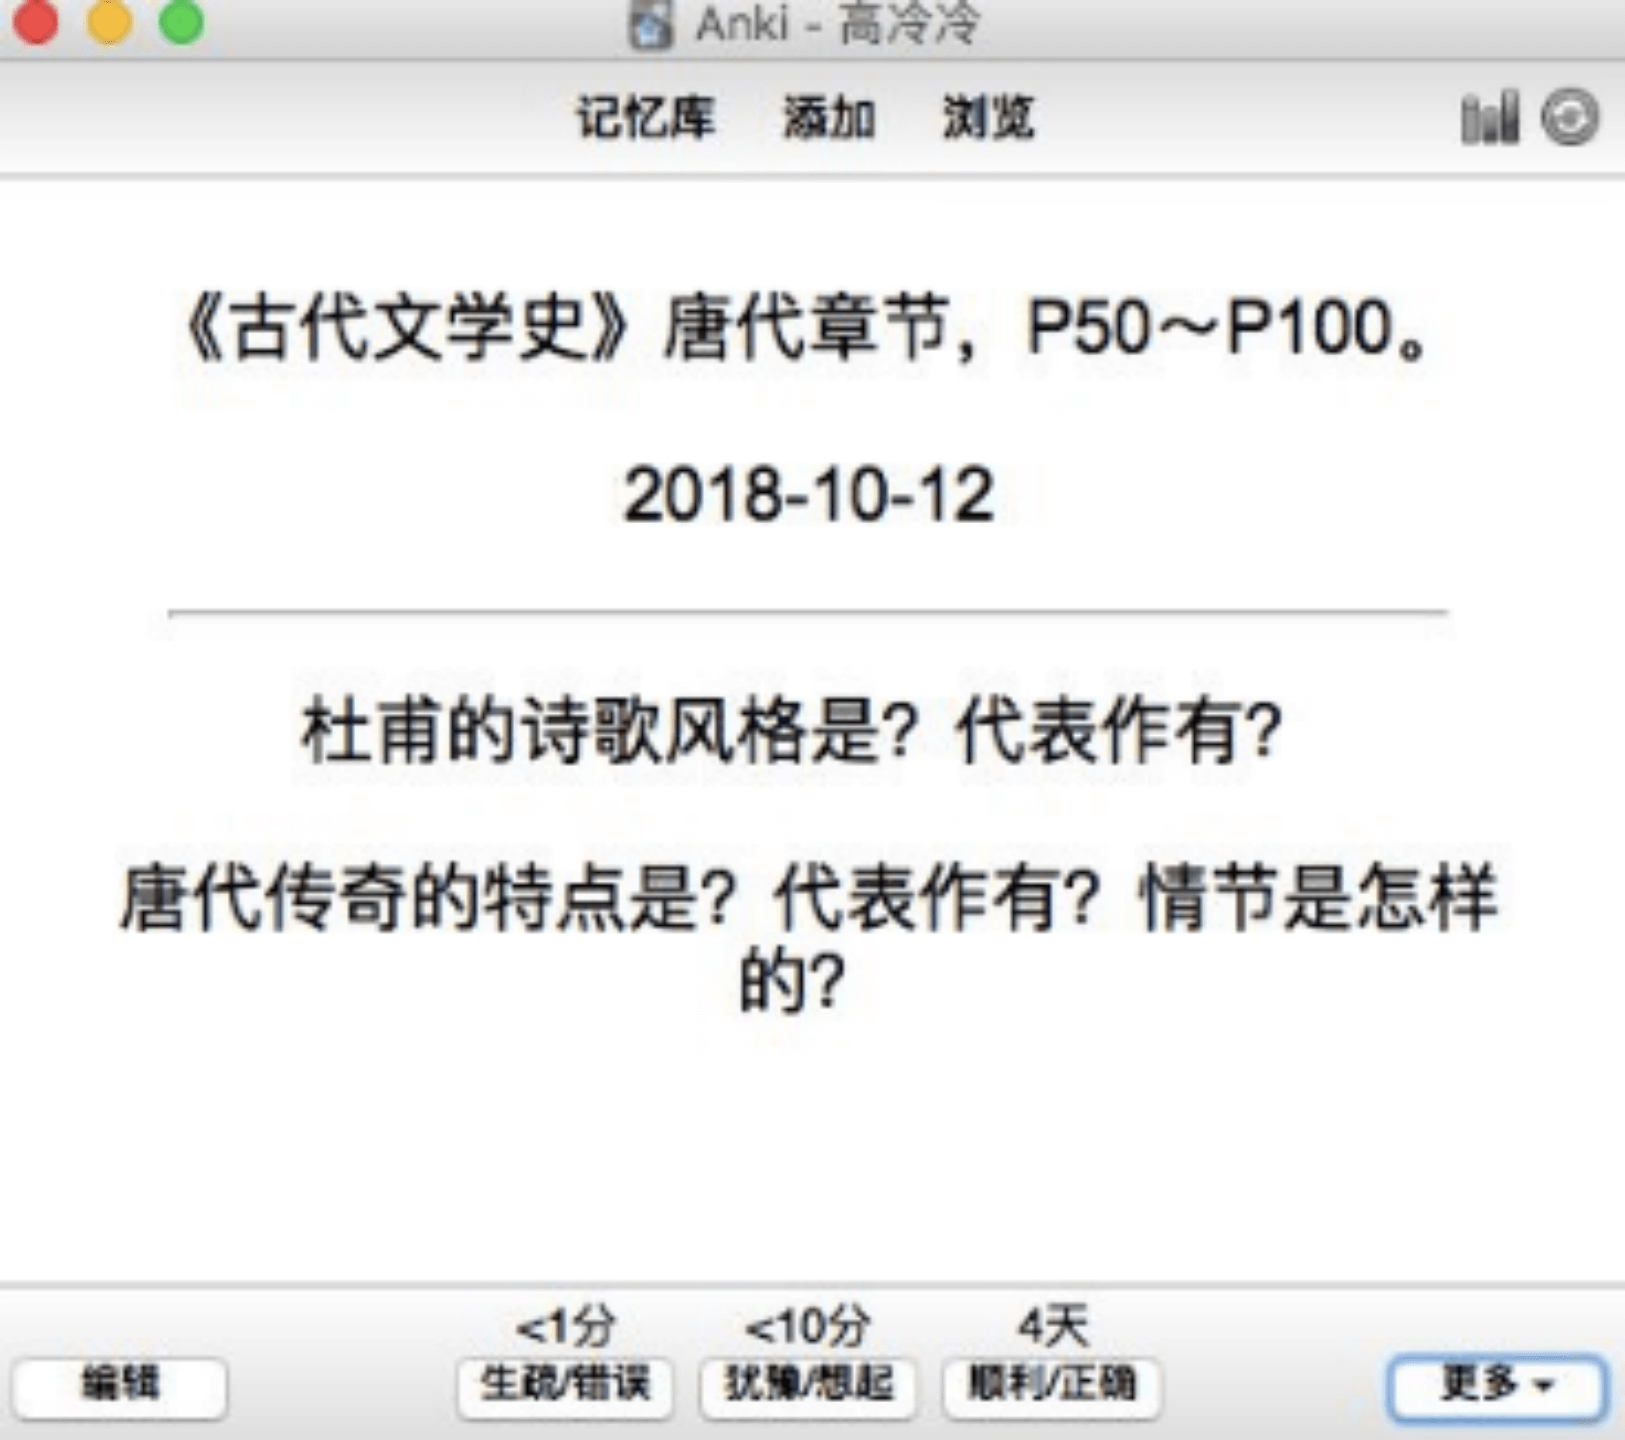 Anki - 高冷冷
记忆库 添加 浏览
《古代文学史》唐代章节，P50～P100。
2018-10-12
杜甫的诗歌风格是？代表作有？
唐代传奇的特点是？代表作有？情节是怎样
的？
<1分 <10分 4天
编辑 生疏/错误 犹豫/想起 顺利/正确 更多